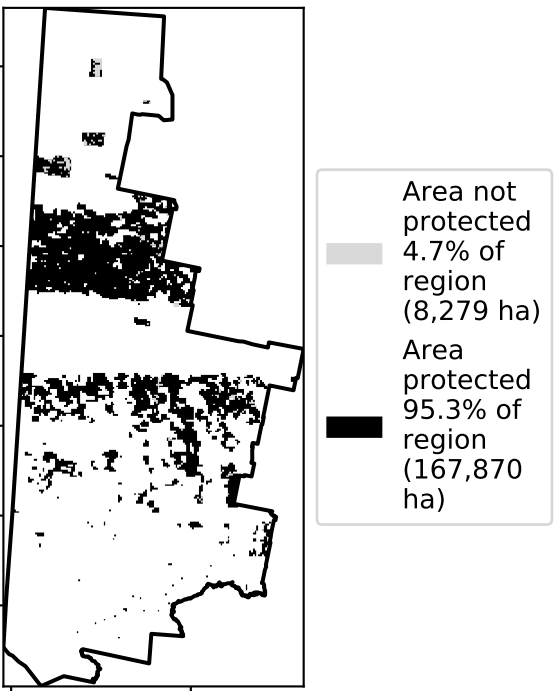 Area not
protected
4.7% of
region
(8,279 ha)
Area
protected
95.3% of
region
(167,870
ha)